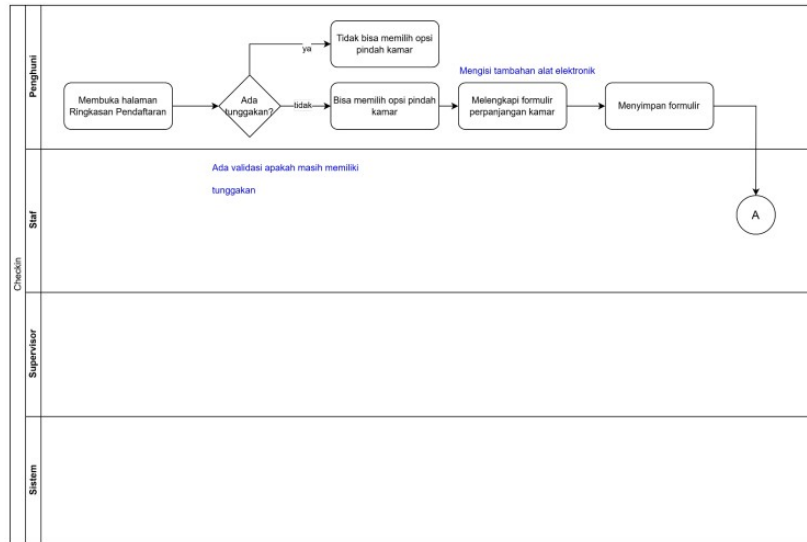 Checkin
Penghuni
Membuka halaman
Ringkasan Pendaftaran
Ada
tunggakan?
ya
Tidak bisa memilih opsi
pindah kamar
tidak
Bisa memilih opsi pindah
kamar
Mengisi tambahan alat elektronik
Melengkapi formulir
perpanjangan kamar
Menyimpan formulir
Staf
Ada validasi apakah masih memiliki
tunggakan
A
Supervisor
Sistem